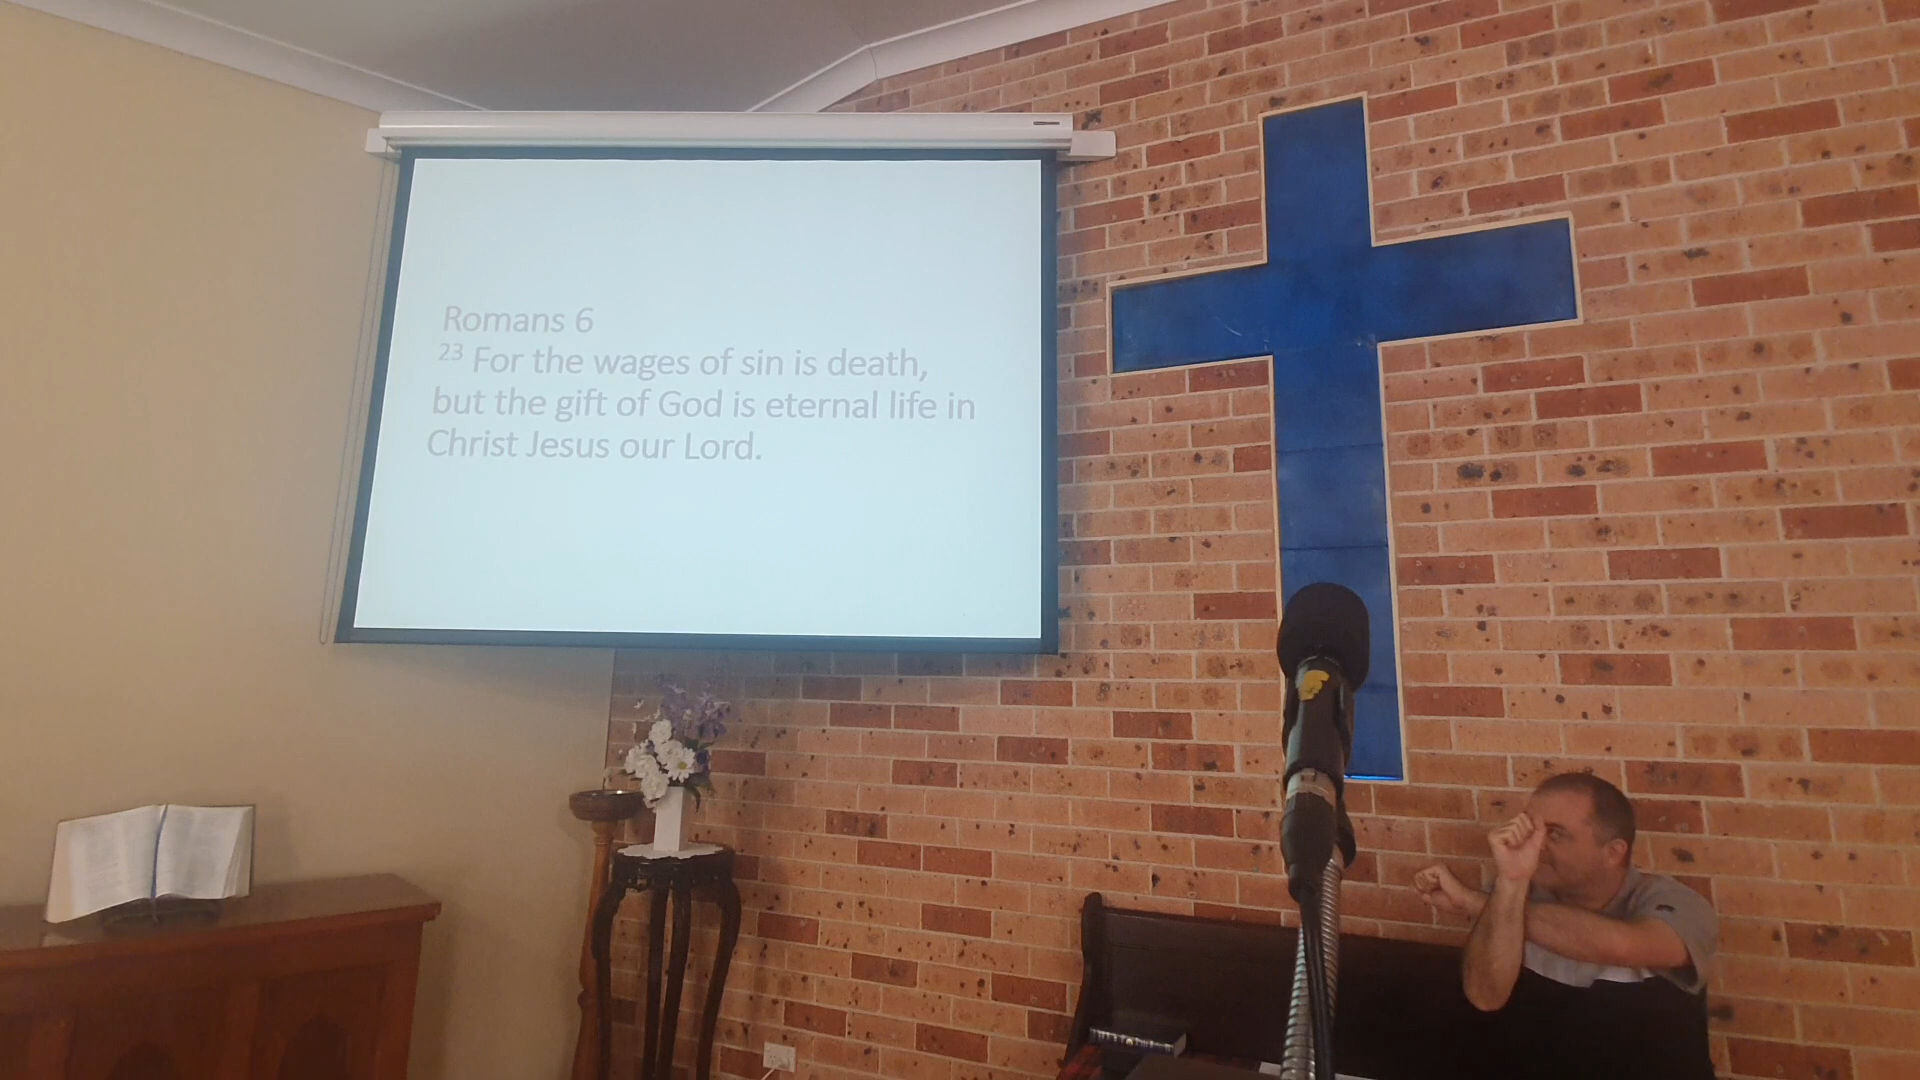 Romans 6
23 For the wages of sin is death,
but the gift of God is eternal life in
Christ Jesus our Lord.